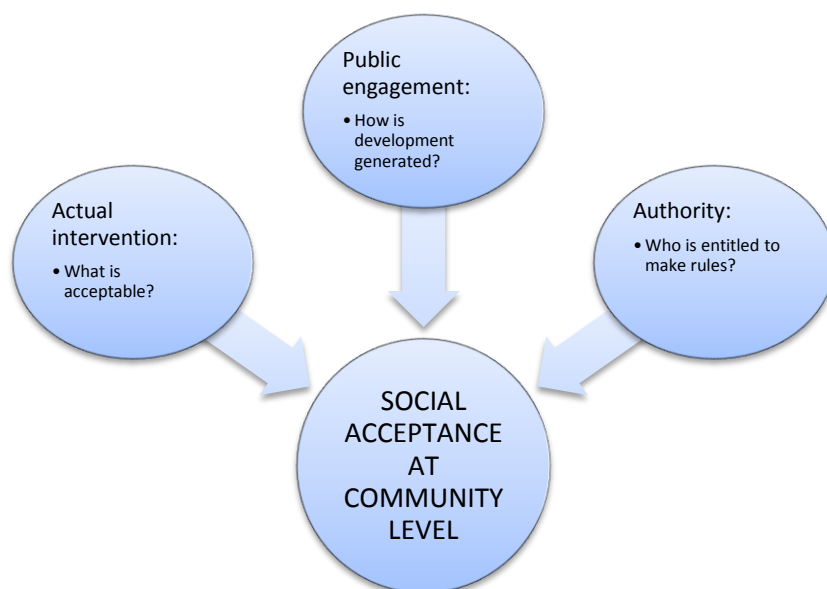 Public
engagement:
• How is
development
generated?
Actual
intervention:
• What is
acceptable?
Authority:
• Who is entitled to
make rules?
SOCIAL
ACCEPTANCE
AT
COMMUNITY
LEVEL